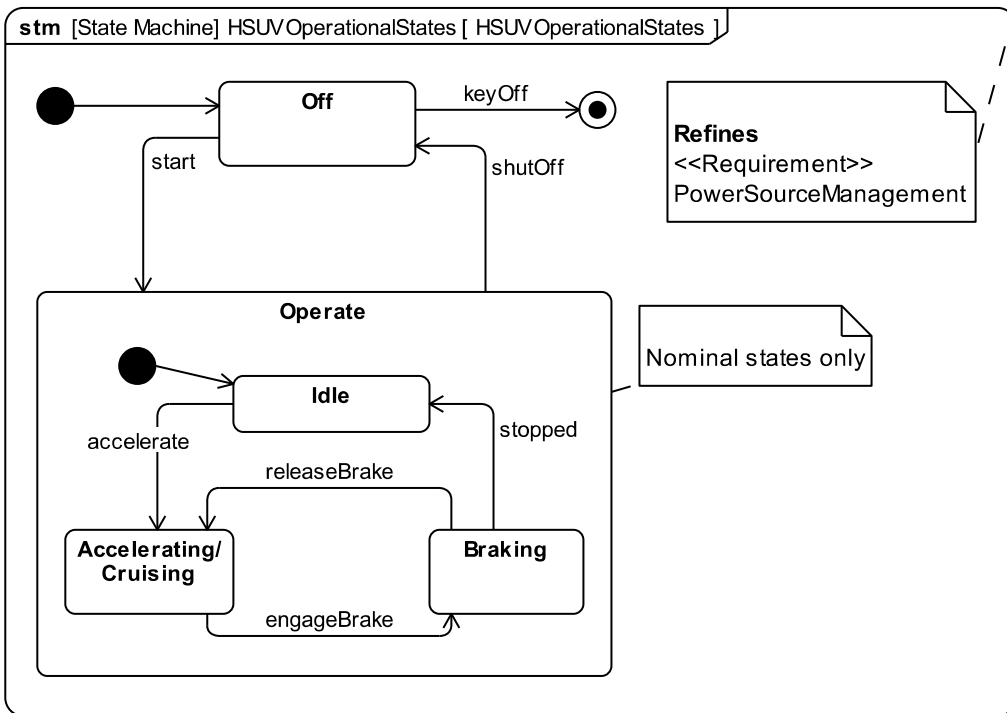 stm [State Machine] HSUVOperationalStates [ HSUVOperationalStates ]
Off
keyOff
Refines
<<Requirement>>
PowerSourceManagement
start
shutOff
Operate
Nominal states only
Idle
accelerate
stopped
releaseBrake
Accelerating/
Cruising
Braking
engageBrake